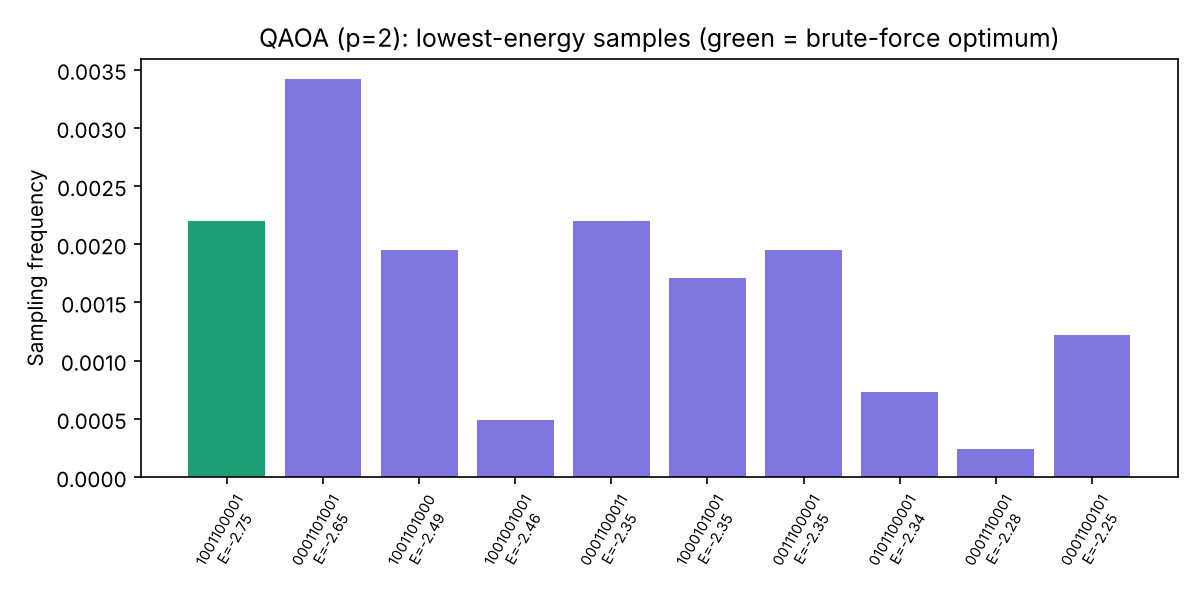 QAOA (p=2): lowest-energy samples (green = brute-force optimum)
Sampling frequency
0.0035
0.0030
0.0025
0.0020
0.0015
0.0010
0.0005
0.0000
1001100001
E=-2.75
0001101001
E=-2.65
1001101000
E=-2.49
1001001001
E=-2.46
0001100011
E=-2.35
1000101001
E=-2.35
0011100001
E=-2.35
0101100001
E=-2.34
0001110001
E=-2.28
0001100101
E=-2.25